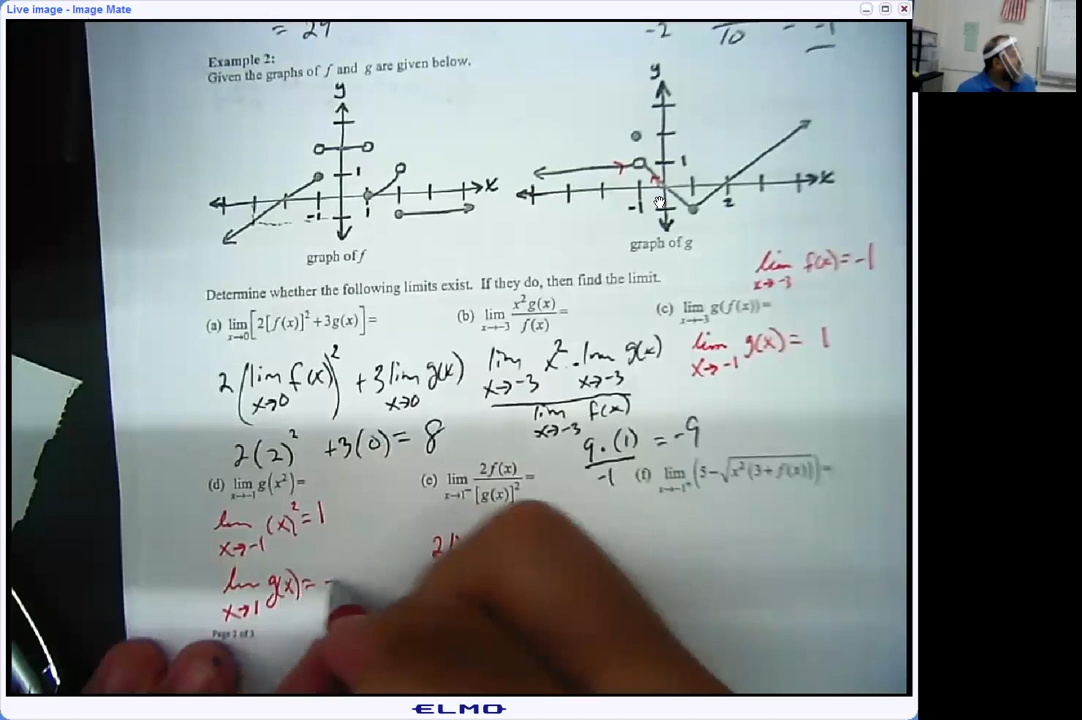 Live image - Image Mate
= 29
-2   10   = -1
Example 2:
Given the graphs of f and g are given below.
y   y
1   x   1   x
-1   1   -1   2
graph of f   graph of g
lim x→-3 f(x) = -1
Determine whether the following limits exist. If they do, then find the limit.
(a) lim x→0 [2[f(x)]² + 3g(x)] =   (b) lim x→-3 x²g(x) / f(x) =   (c) lim x→-3 g(f(x)) =
2(lim x→0 f(x))² + 3 lim x→0 g(x)   lim x→-3 x² · lim x→-3 g(x) / lim x→-3 f(x)   lim x→-1 g(x) = 1
2(2)² + 3(0) = 8   9·(1) / -1 = -9
(d) lim x→-1 g(x²) =   (e) lim x→1⁻ 2f(x) / [g(x)]² =   (f) lim x→-1⁺ (5 - √x²(3 + f(x))) =
lim x→-1 (x)² = 1
lim x→1 g(x) = -
Page 2 of 3
ELMO